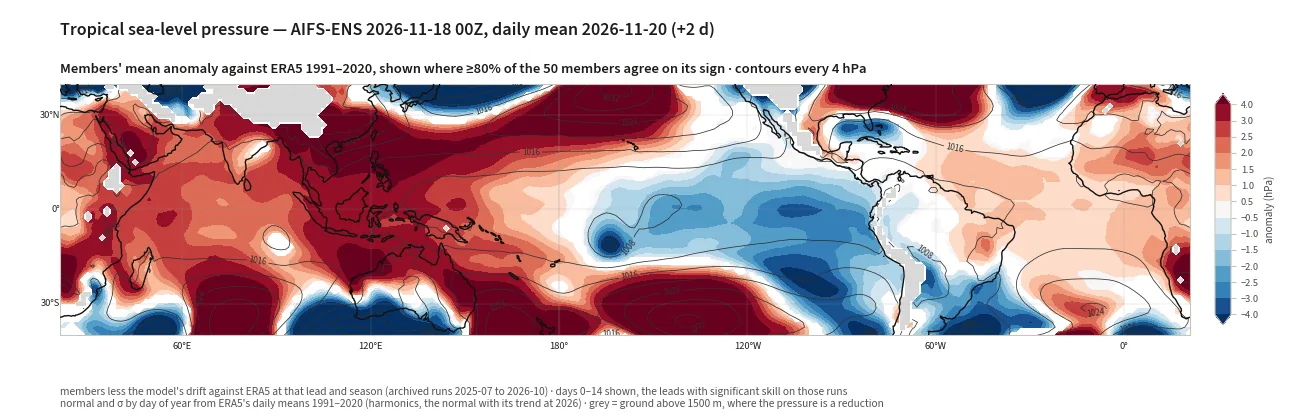 Tropical sea-level pressure — AIFS-ENS 2026-11-18 00Z, daily mean 2026-11-20 (+2 d)
Members' mean anomaly against ERA5 1991–2020, shown where ≥80% of the 50 members agree on its sign · contours every 4 hPa
30°N
0°
30°S
60°E
120°E
180°
120°W
60°W
0°
1016
1016
1016
1016
1016
1016
1008
1008
1024
4.0
3.0
2.5
2.0
1.5
1.0
0.5
−0.5
−1.0
−1.5
−2.0
−2.5
−3.0
−4.0
anomaly (hPa)
members less the model's drift against ERA5 at that lead and season (archived runs 2025-07 to 2026-10) · days 0–14 shown, the leads with significant skill on those runs
normal and σ by day of year from ERA5's daily means 1991–2020 (harmonics, the normal with its trend at 2026) · grey = ground above 1500 m, where the pressure is a reduction